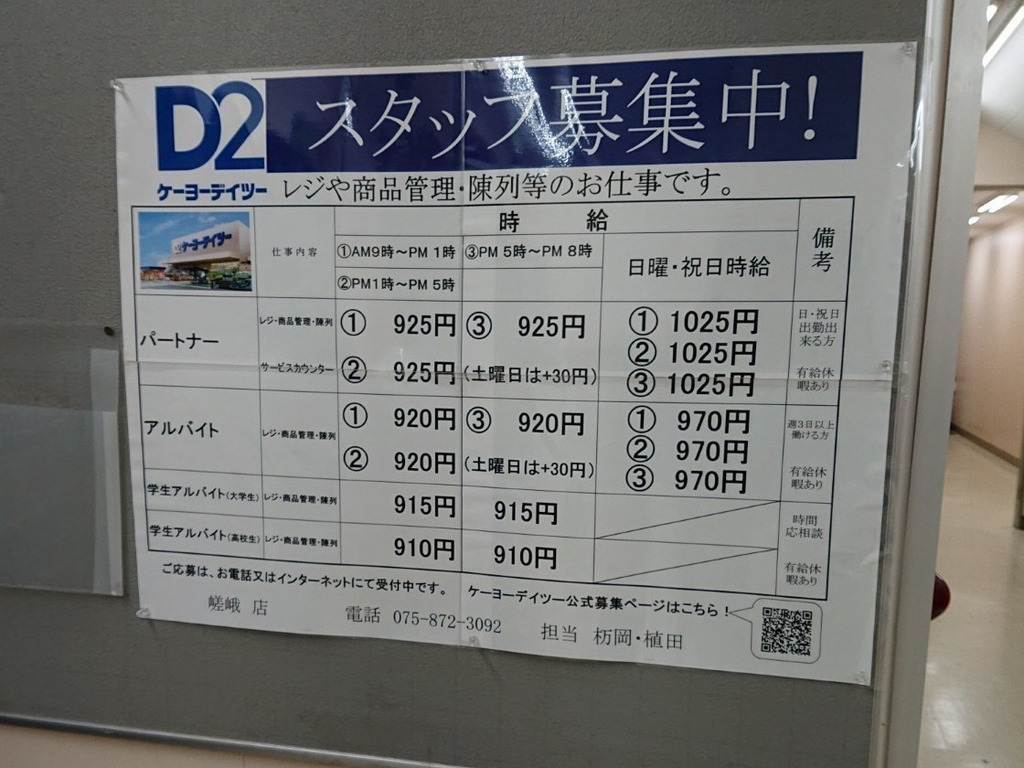 D2
ケーヨーデイツー
スタッフ募集中!
レジや商品管理・陳列等のお仕事です。
ケーヨーデイツー
仕事内容
時 給
①AM9時～PM 1時
②PM1時～PM 5時
③PM 5時～PM 8時
日曜・祝日時給
備考
パートナー
レジ・商品管理・陳列
サービスカウンター
① 925円
② 925円
③ 925円
(土曜日は+30円)
① 1025円
② 1025円
③ 1025円
日・祝日
出勤出
来る方
有給休
暇あり
アルバイト
レジ・商品管理・陳列
① 920円
② 920円
③ 920円
(土曜日は+30円)
① 970円
② 970円
③ 970円
週3日以上
働ける方
有給休
暇あり
学生アルバイト(大学生)
レジ・商品管理・陳列
915円
915円
学生アルバイト(高校生)
レジ・商品管理・陳列
910円
910円
時間
応相談
有給休
暇あり
ご応募は、お電話又はインターネットにて受付中です。
ケーヨーデイツー公式募集ページはこちら！
嵯峨 店
電話 075-872-3092
担当 枥岡・植田